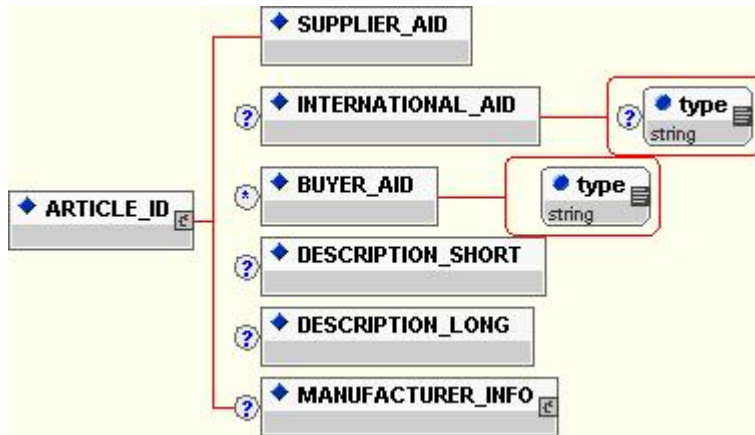 SUPPLIER_AID
? INTERNATIONAL_AID
? type
string
* BUYER_AID
type
string
ARTICLE_ID
? DESCRIPTION_SHORT
? DESCRIPTION_LONG
? MANUFACTURER_INFO